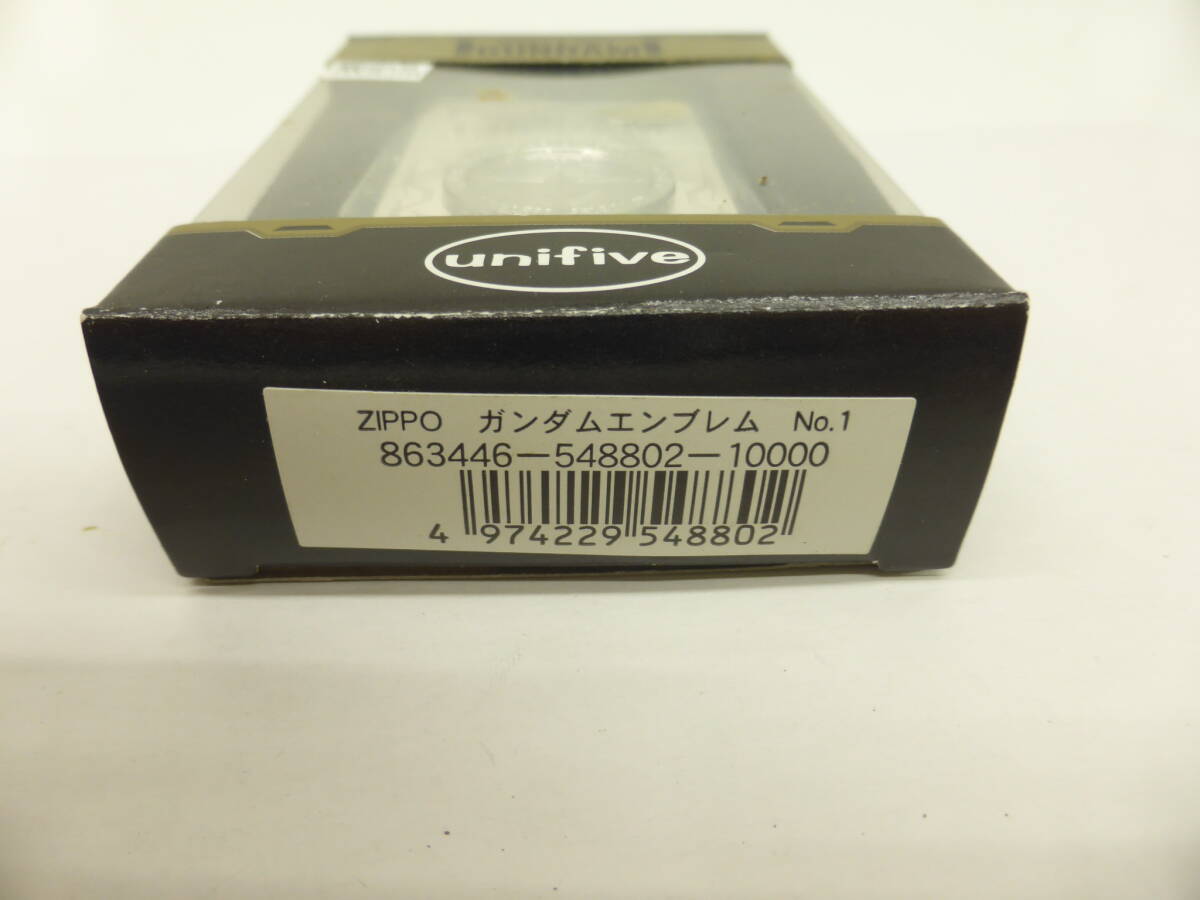 GUNDAM
unifive
ZIPPO　ガンダムエンブレム　No.1
863446-548802-10000
4 974229 548802